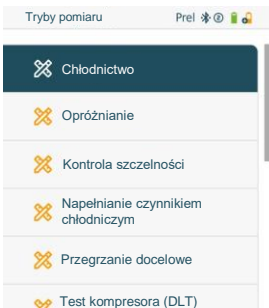 Tryby pomiaru Prel
Chłodnictwo
Opróżnianie
Kontrola szczelności
Napełnianie czynnikiem
chłodniczym
Przegrzanie docelowe
Test kompresora (DLT)